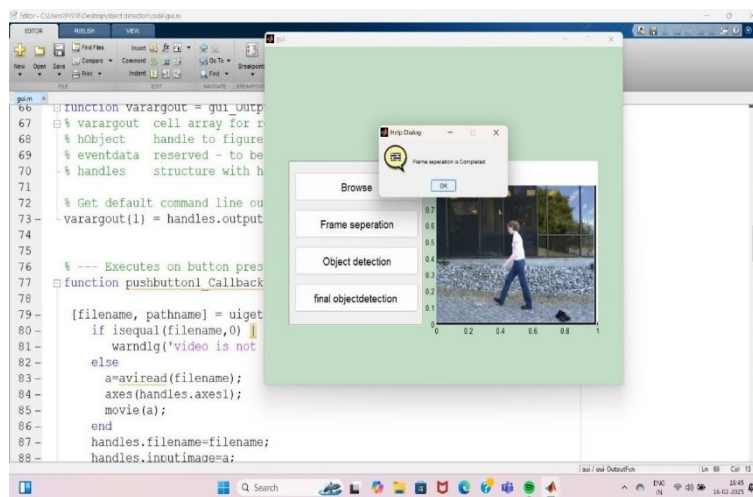 Editor - C:\Users\91918\Desktop\object detection\code\gui.m
EDITOR PUBLISH VIEW
New Open Save
Find Files
Compare
Print
Insert fx
Comment
Indent
Go To
Find
Breakpoints
FILE EDIT NAVIGATE
gui.m ×
66 function varargout = gui_Outp
67 % varargout cell array for r
68 % hObject handle to figure
69 % eventdata reserved - to be
70 % handles structure with h
71
72 % Get default command line ou
73 – varargout{1} = handles.output
74
75
76 % --- Executes on button pres
77 function pushbutton1_Callback
78
79 – [filename, pathname] = uiget
80 – if isequal(filename,0) |
81 – warndlg('video is not
82 – else
83 – a=aviread(filename);
84 – axes(handles.axes1);
85 – movie(a);
86 – end
87 – handles.filename=filename;
88 – handles.inputimage=a;
gui
Help Dialog
Frame seperation is Completed
OK
Browse
Frame seperation
Object detection
final objectdetection
0.7
0.6
0.5
0.4
0.3
0.2
0.1
0
0 0.2 0.4 0.6 0.8 1
gui / gui_OutputFcn Ln 69 Col 13
Search
ENG
IN
10:45
16-02-2025